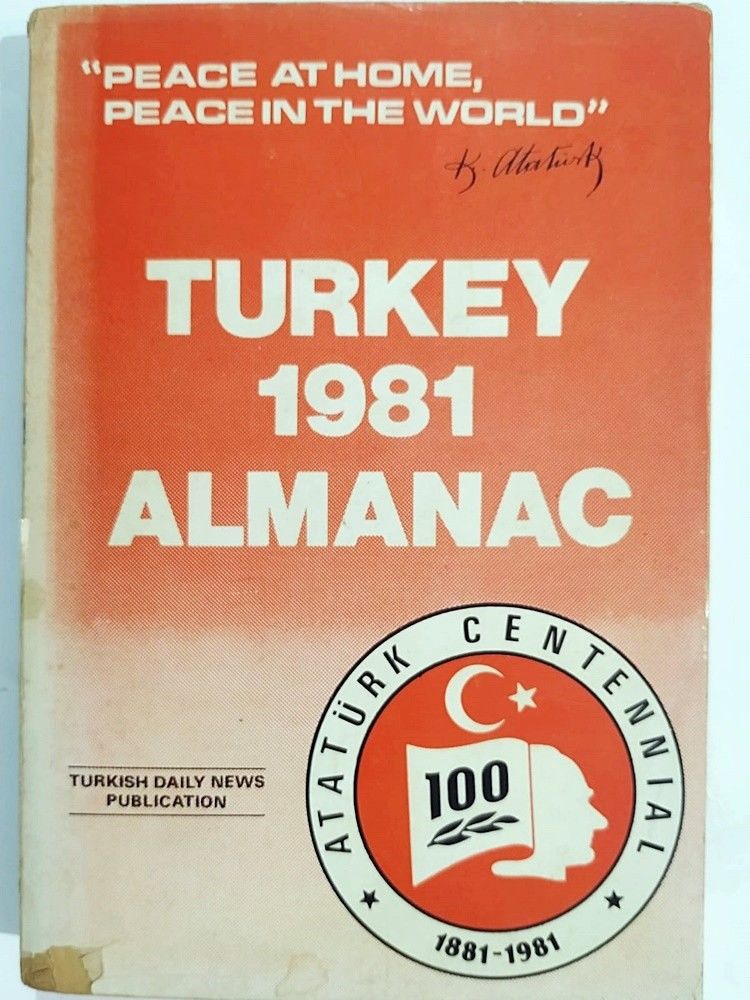 “PEACE AT HOME,
PEACE IN THE WORLD”
K. Atatürk
TURKEY
1981
ALMANAC
TURKISH DAILY NEWS
PUBLICATION
ATATÜRK CENTENNIAL
100
★ 1881-1981 ★